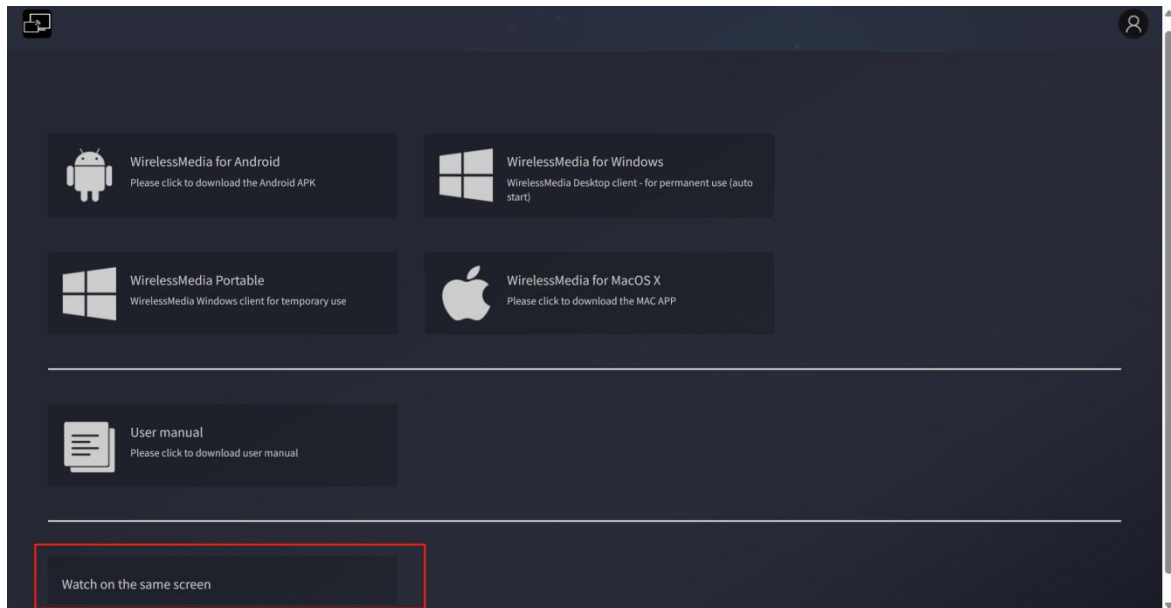 WirelessMedia for Android
Please click to download the Android APK
WirelessMedia for Windows
WirelessMedia Desktop client - for permanent use (auto
start)
WirelessMedia Portable
WirelessMedia Windows client for temporary use
WirelessMedia for MacOS X
Please click to download the MAC APP
User manual
Please click to download user manual
Watch on the same screen